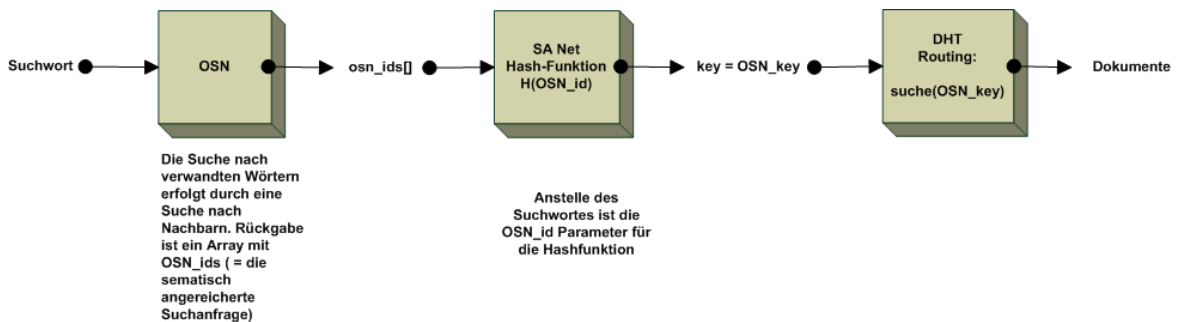 Suchwort
OSN
osn_ids[]
SA Net
Hash-Funktion
H(OSN_id)
key = OSN_key
DHT
Routing:
suche(OSN_key)
Dokumente
Die Suche nach
verwandten Wörtern
erfolgt durch eine
Suche nach
Nachbarn. Rückgabe
ist ein Array mit
OSN_ids ( = die
sematisch
angereicherte
Suchanfrage)
Anstelle des
Suchwortes ist die
OSN_id Parameter für
die Hashfunktion